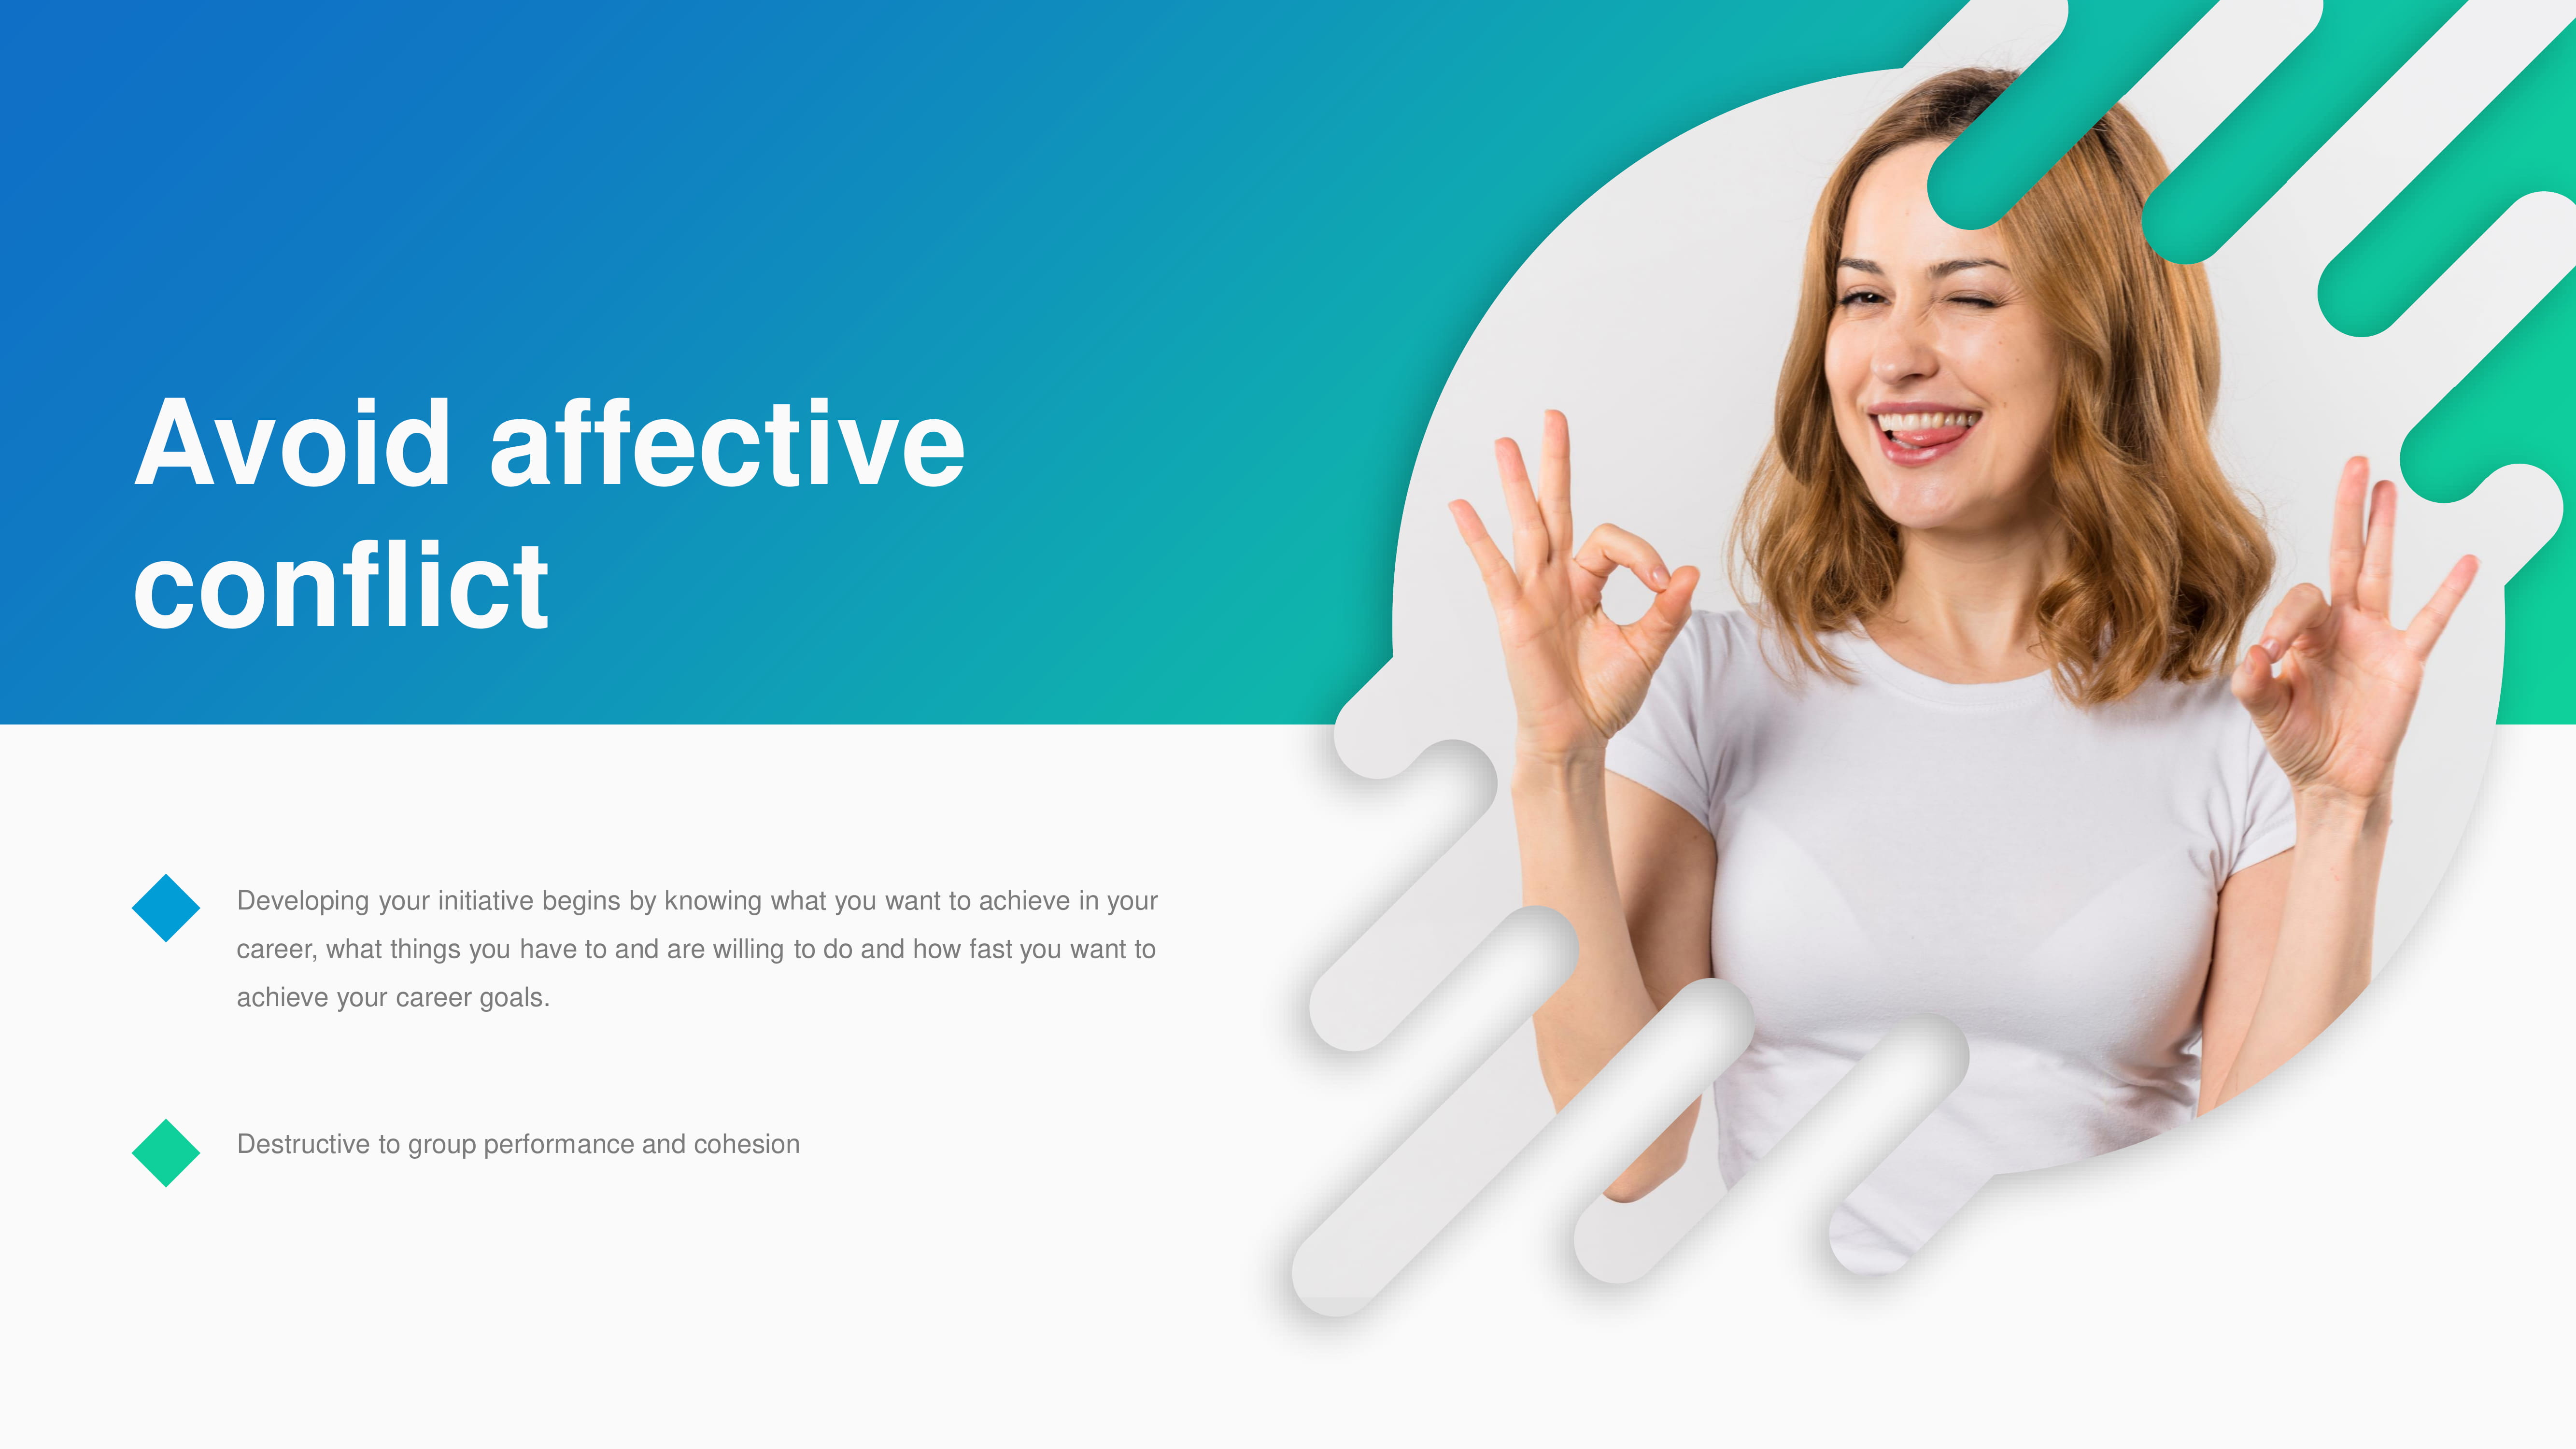 Avoid affective
conflict
Developing your initiative begins by knowing what you want to achieve in your
career, what things you have to and are willing to do and how fast you want to
achieve your career goals.
Destructive to group performance and cohesion